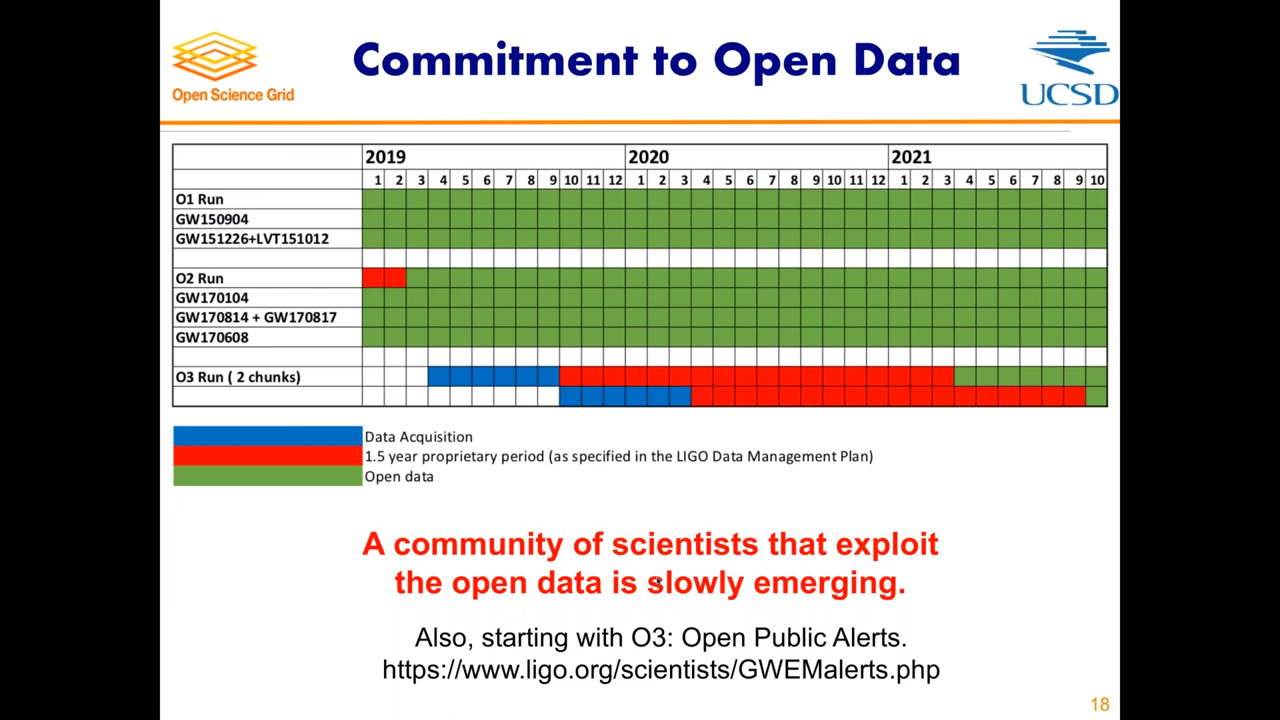 Commitment to Open Data
Open Science Grid
UCSD
2019 2020 2021
1 2 3 4 5 6 7 8 9 10 11 12 1 2 3 4 5 6 7 8 9 10 11 12 1 2 3 4 5 6 7 8 9 10
O1 Run
GW150904
GW151226+LVT151012
O2 Run
GW170104
GW170814 + GW170817
GW170608
O3 Run ( 2 chunks)
Data Acquisition
1.5 year proprietary period (as specified in the LIGO Data Management Plan)
Open data
A community of scientists that exploit
the open data is slowly emerging.
Also, starting with O3: Open Public Alerts.
https://www.ligo.org/scientists/GWEMalerts.php
18